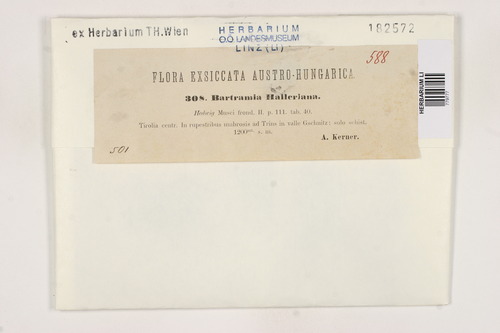 ex Herbarium TH.Wien
HERBARIUM
O.Ö. LANDESMUSEUM
LINZ (LI)
182572
FLORA EXSICCATA AUSTRO-HUNGARICA
588
308. Bartramia Halleriana.
Hedwig Musci frond. II. p. 111. tab. 40.
Tirolia centr. In rupestribus umbrosis ad Trins in valle Gschnitz; solo schist.
1200 s. m.
A. Kerner.
501
HERBARIUM LI